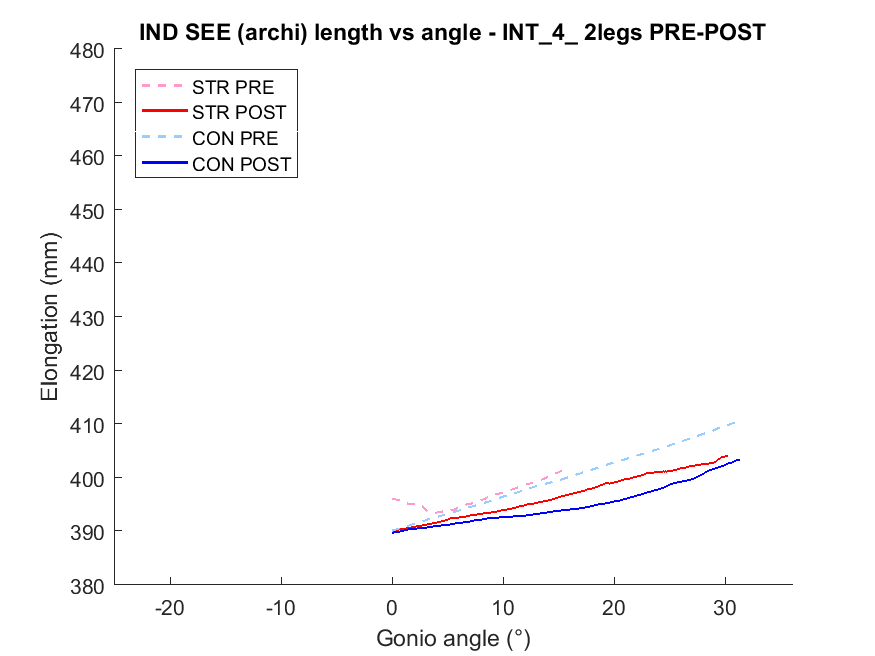 IND SEE (archi) length vs angle - INT_4_ 2legs PRE-POST
STR PRE
STR POST
CON PRE
CON POST
Elongation (mm)
480
470
460
450
440
430
420
410
400
390
380
-20
-10
0
10
20
30
Gonio angle (°)